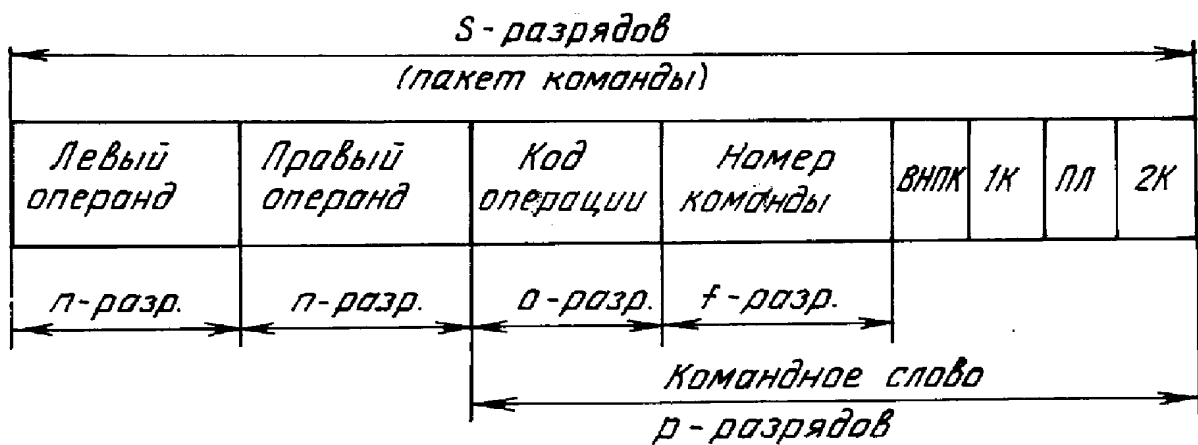 S-разрядов
(пакет команды)
Левый операнд
Правый операнд
Код операции
Номер команды
ВНПК
1К
ПЛ
2К
n-разр.
n-разр.
о-разр.
f-разр.
Командное слово
p-разрядов